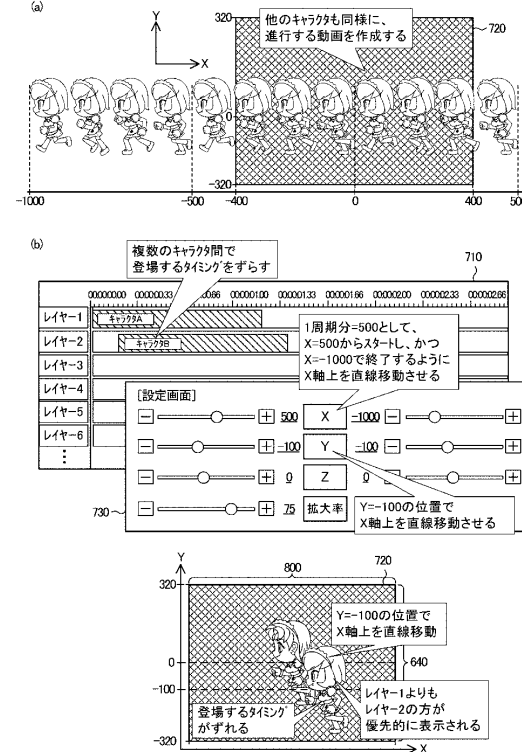 (a)
Y
X
320
0
-320
他のキャラクタも同様に、
進行する動画を作成する
720
-1000
-500
-400
0
400
500
(b)
複数のキャラクタ間で
登場するタイミングをずらす
710
レイヤー1
キャラクタA
レイヤー2
キャラクタB
レイヤー3
レイヤー4
レイヤー5
レイヤー6
1周期分=500として、
X=500からスタートし、かつ
X=-1000で終了するように
X軸上を直線移動させる
[設定画面]
500 X -1000
-100 Y -100
0 Z 0
75 拡大率
730
Y=-100の位置で
X軸上を直線移動させる
Y
800
720
320
0
-100
-320
640
Y=-100の位置で
X軸上を直線移動
登場するタイミング
がずれる
レイヤー1よりも
レイヤー2の方が
優先的に表示される
X